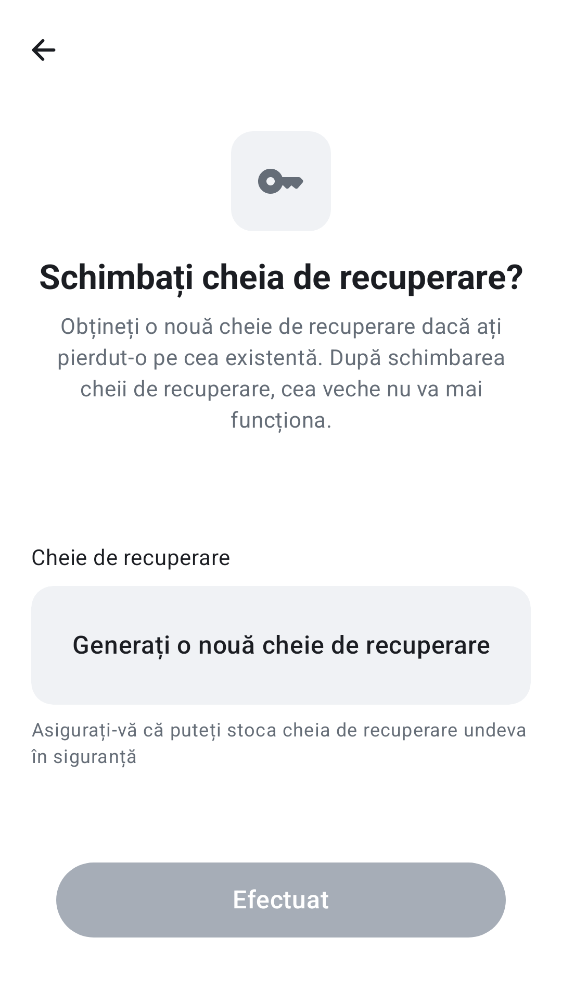 Schimbați cheia de recuperare?
Obțineți o nouă cheie de recuperare dacă ați
pierdut-o pe cea existentă. După schimbarea
cheii de recuperare, cea veche nu va mai
funcționa.
Cheie de recuperare
Generați o nouă cheie de recuperare
Asigurați-vă că puteți stoca cheia de recuperare undeva
în siguranță
Efectuat